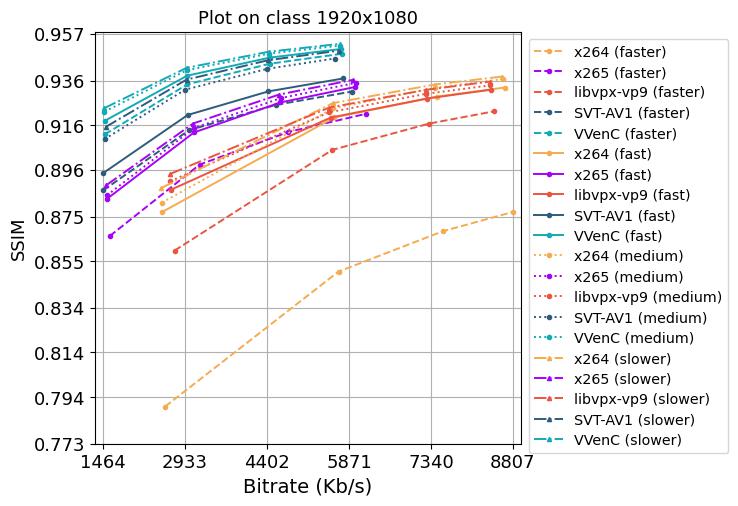 Plot on class 1920x1080
0.957
0.936
0.916
0.896
0.875
0.855
0.834
0.814
0.794
0.773
SSIM
1464 2933 4402 5871 7340 8807
Bitrate (Kb/s)
x264 (faster)
x265 (faster)
libvpx-vp9 (faster)
SVT-AV1 (faster)
VVenC (faster)
x264 (fast)
x265 (fast)
libvpx-vp9 (fast)
SVT-AV1 (fast)
VVenC (fast)
x264 (medium)
x265 (medium)
libvpx-vp9 (medium)
SVT-AV1 (medium)
VVenC (medium)
x264 (slower)
x265 (slower)
libvpx-vp9 (slower)
SVT-AV1 (slower)
VVenC (slower)